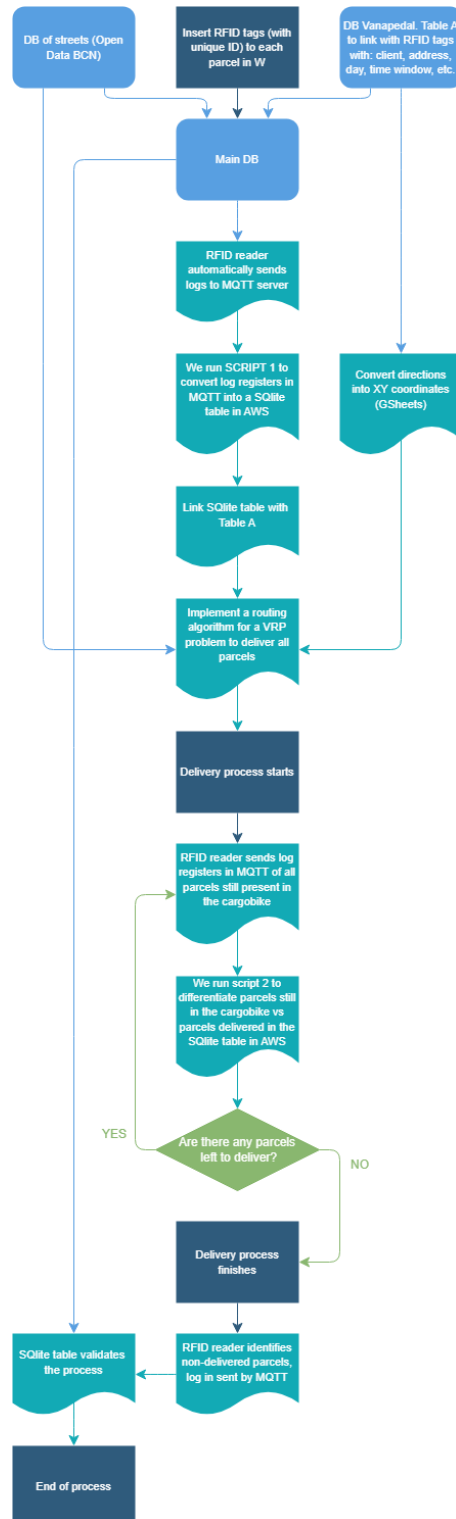 DB of streets (Open
Data BCN)
Insert RFID tags (with
unique ID) to each
parcel in W
DB Vanapedal. Table A
to link with RFID tags
with: client, address,
day, time window, etc.
Main DB
RFID reader
automatically sends
logs to MQTT server
We run SCRIPT 1 to
convert log registers in
MQTT into a SQlite
table in AWS
Convert directions
into XY coordinates
(GSheets)
Link SQlite table with
Table A
Implement a routing
algorithm for a VRP
problem to deliver all
parcels
Delivery process starts
RFID reader sends log
registers in MQTT of all
parcels still present in
the cargobike
We run script 2 to
differentiate parcels still
in the cargobike vs
parcels delivered in the
SQlite table in AWS
YES
Are there any parcels
left to deliver?
NO
Delivery process
finishes
SQlite table validates
the process
RFID reader identifies
non-delivered parcels,
log in sent by MQTT
End of process